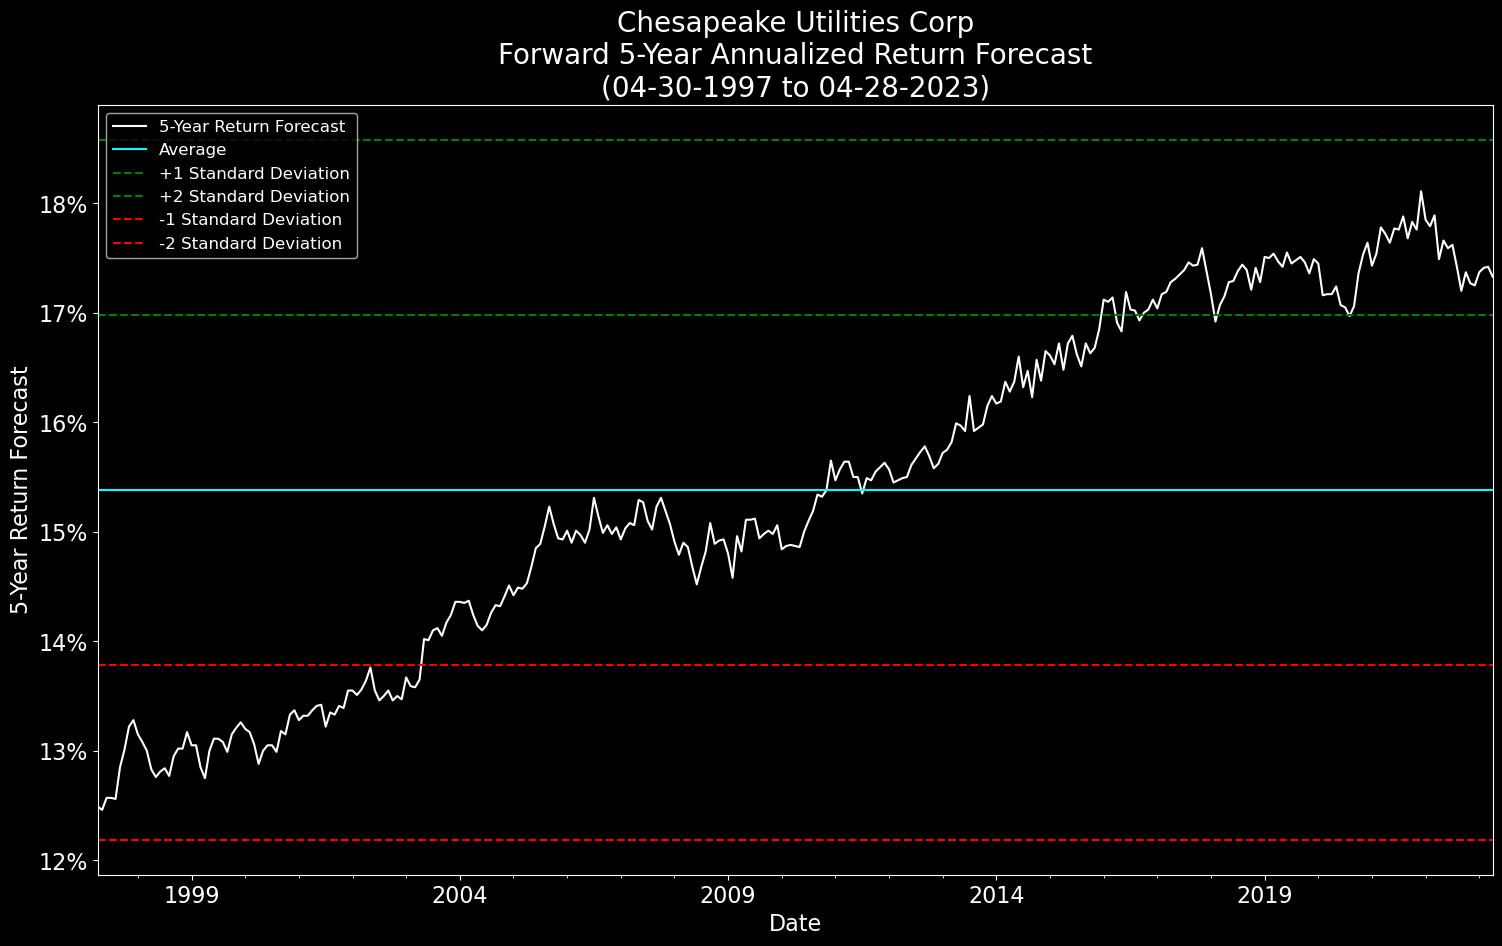 Chesapeake Utilities Corp
Forward 5-Year Annualized Return Forecast
(04-30-1997 to 04-28-2023)
5-Year Return Forecast
Average
+1 Standard Deviation
+2 Standard Deviation
-1 Standard Deviation
-2 Standard Deviation
18%
17%
16%
15%
14%
13%
12%
5-Year Return Forecast
1999
2004
2009
2014
2019
Date